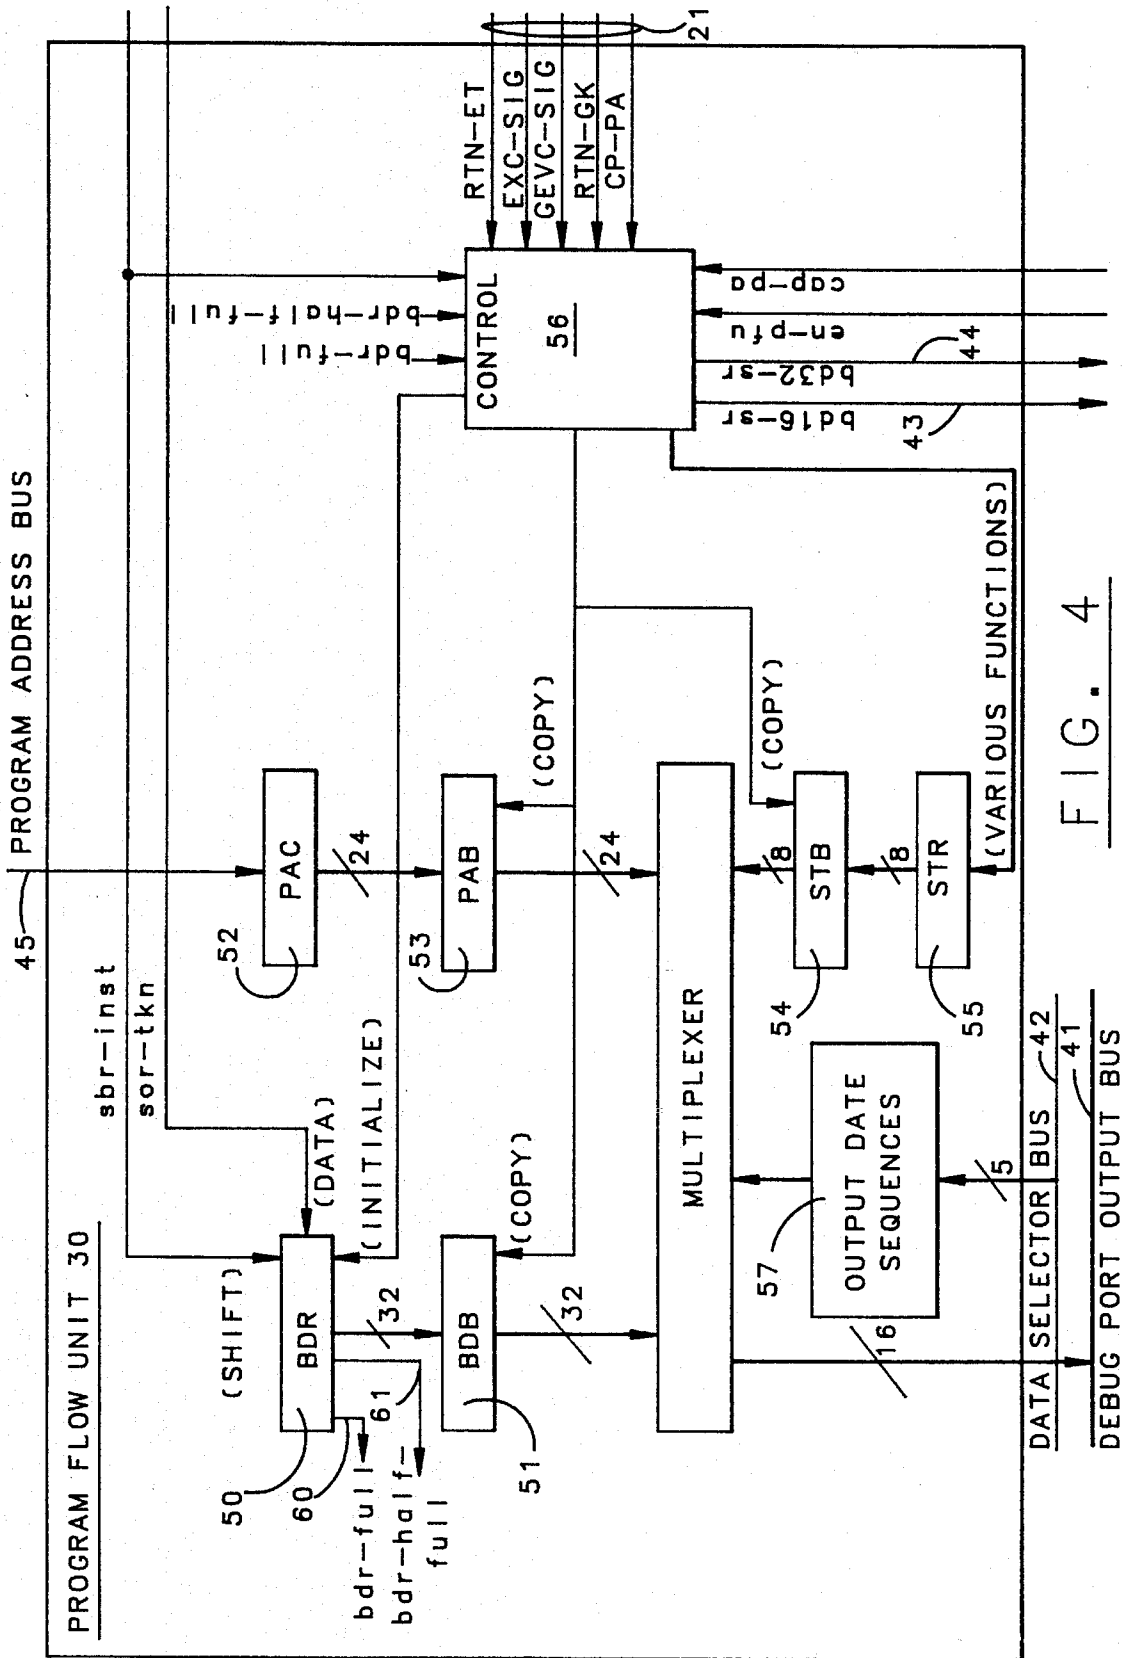 PROGRAM FLOW UNIT 30
45
PROGRAM ADDRESS BUS
sbr-inst
sor-tkn
(SHIFT)
(DATA)
(INITIALIZE)
50
BDR
60
61
32
bdr-full
bdr-half-
full
51
BDB
(COPY)
32
52
PAC
24
53
PAB
(COPY)
24
MULTIPLEXER
57
OUTPUT DATE
SEQUENCES
16
5
54
STB
8
(COPY)
55
STR
8
(VARIOUS FUNCTIONS)
bdr-full
bdr-half-full
CONTROL
56
RTN-ET
EXC-SIG
GEVC-SIG
RTN-GK
CP-PA
21
bd16-sr
bd32-sr
en-pfu
cap-pa
43
44
DATA SELECTOR BUS
42
41
DEBUG PORT OUTPUT BUS
FIG. 4